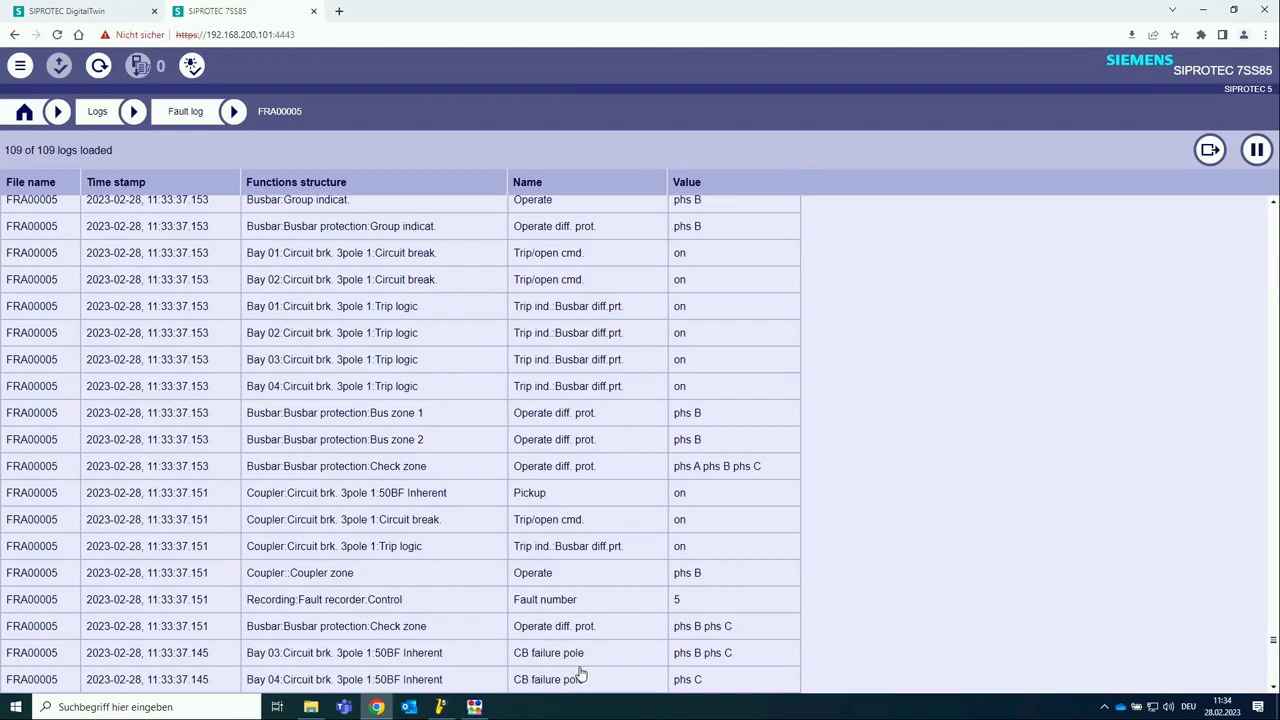 SIPROTEC DigitalTwin
SIPROTEC 7SS85
Nicht sicher https://192.168.200.101:4443
0
SIEMENS
SIPROTEC 7SS85
SIPROTEC 5
Logs Fault log FRA00005
109 of 109 logs loaded
File name Time stamp Functions structure Name Value
FRA00005 2023-02-28, 11:33:37.153 Busbar:Group indicat. Operate phs B
FRA00005 2023-02-28, 11:33:37.153 Busbar:Busbar protection:Group indicat. Operate diff. prot. phs B
FRA00005 2023-02-28, 11:33:37.153 Bay 01:Circuit brk. 3pole 1:Circuit break. Trip/open cmd. on
FRA00005 2023-02-28, 11:33:37.153 Bay 02:Circuit brk. 3pole 1:Circuit break. Trip/open cmd. on
FRA00005 2023-02-28, 11:33:37.153 Bay 01:Circuit brk. 3pole 1:Trip logic Trip ind.:Busbar diff.prt. on
FRA00005 2023-02-28, 11:33:37.153 Bay 02:Circuit brk. 3pole 1:Trip logic Trip ind.:Busbar diff.prt. on
FRA00005 2023-02-28, 11:33:37.153 Bay 03:Circuit brk. 3pole 1:Trip logic Trip ind.:Busbar diff.prt. on
FRA00005 2023-02-28, 11:33:37.153 Bay 04:Circuit brk. 3pole 1:Trip logic Trip ind.:Busbar diff.prt. on
FRA00005 2023-02-28, 11:33:37.153 Busbar:Busbar protection:Bus zone 1 Operate diff. prot. phs B
FRA00005 2023-02-28, 11:33:37.153 Busbar:Busbar protection:Bus zone 2 Operate diff. prot. phs B
FRA00005 2023-02-28, 11:33:37.153 Busbar:Busbar protection:Check zone Operate diff. prot. phs A phs B phs C
FRA00005 2023-02-28, 11:33:37.151 Coupler:Circuit brk. 3pole 1:50BF Inherent Pickup on
FRA00005 2023-02-28, 11:33:37.151 Coupler:Circuit brk. 3pole 1:Circuit break. Trip/open cmd. on
FRA00005 2023-02-28, 11:33:37.151 Coupler:Circuit brk. 3pole 1:Trip logic Trip ind.:Busbar diff.prt. on
FRA00005 2023-02-28, 11:33:37.151 Coupler::Coupler zone Operate phs B
FRA00005 2023-02-28, 11:33:37.151 Recording:Fault recorder:Control Fault number 5
FRA00005 2023-02-28, 11:33:37.151 Busbar:Busbar protection:Check zone Operate diff. prot. phs B phs C
FRA00005 2023-02-28, 11:33:37.145 Bay 03:Circuit brk. 3pole 1:50BF Inherent CB failure pole phs B phs C
FRA00005 2023-02-28, 11:33:37.145 Bay 04:Circuit brk. 3pole 1:50BF Inherent CB failure pole phs C
Suchbegriff hier eingeben
DEU
11:34
28.02.2023